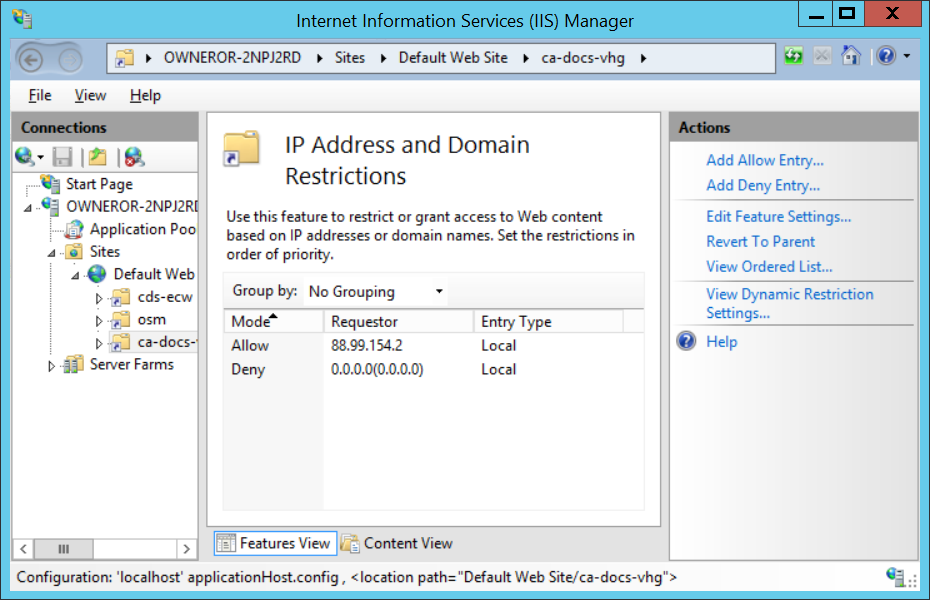 Internet Information Services (IIS) Manager
OWNEROR-2NPJ2RD Sites Default Web Site ca-docs-vhg
File View Help
Connections
Start Page
OWNEROR-2NPJ2RD
Application Poo
Sites
Default Web
cds-ecw
osm
ca-docs-v
Server Farms
IP Address and Domain
Restrictions
Use this feature to restrict or grant access to Web content
based on IP addresses or domain names. Set the restrictions in
order of priority.
Group by: No Grouping
Mode Requestor Entry Type
Allow 88.99.154.2 Local
Deny 0.0.0.0(0.0.0.0) Local
Features View Content View
Actions
Add Allow Entry...
Add Deny Entry...
Edit Feature Settings...
Revert To Parent
View Ordered List...
View Dynamic Restriction
Settings...
Help
Configuration: 'localhost' applicationHost.config , <location path="Default Web Site/ca-docs-vhg">